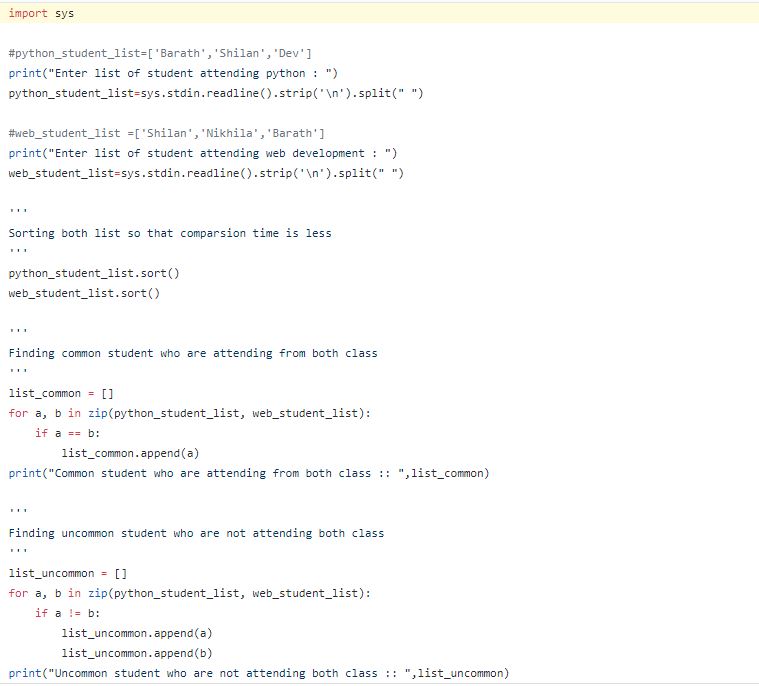 import sys
#python_student_list=['Barath','Shilan','Dev']
print("Enter list of student attending python : ")
python_student_list=sys.stdin.readline().strip('\n').split(" ")
#web_student_list =['Shilan','Nikhila','Barath']
print("Enter list of student attending web development : ")
web_student_list=sys.stdin.readline().strip('\n').split(" ")
'''
Sorting both list so that comparsion time is less
'''
python_student_list.sort()
web_student_list.sort()
'''
Finding common student who are attending from both class
'''
list_common = []
for a, b in zip(python_student_list, web_student_list):
    if a == b:
        list_common.append(a)
print("Common student who are attending from both class :: ",list_common)
'''
Finding uncommon student who are not attending both class
'''
list_uncommon = []
for a, b in zip(python_student_list, web_student_list):
    if a != b:
        list_uncommon.append(a)
        list_uncommon.append(b)
print("Uncommon student who are not attending both class :: ",list_uncommon)